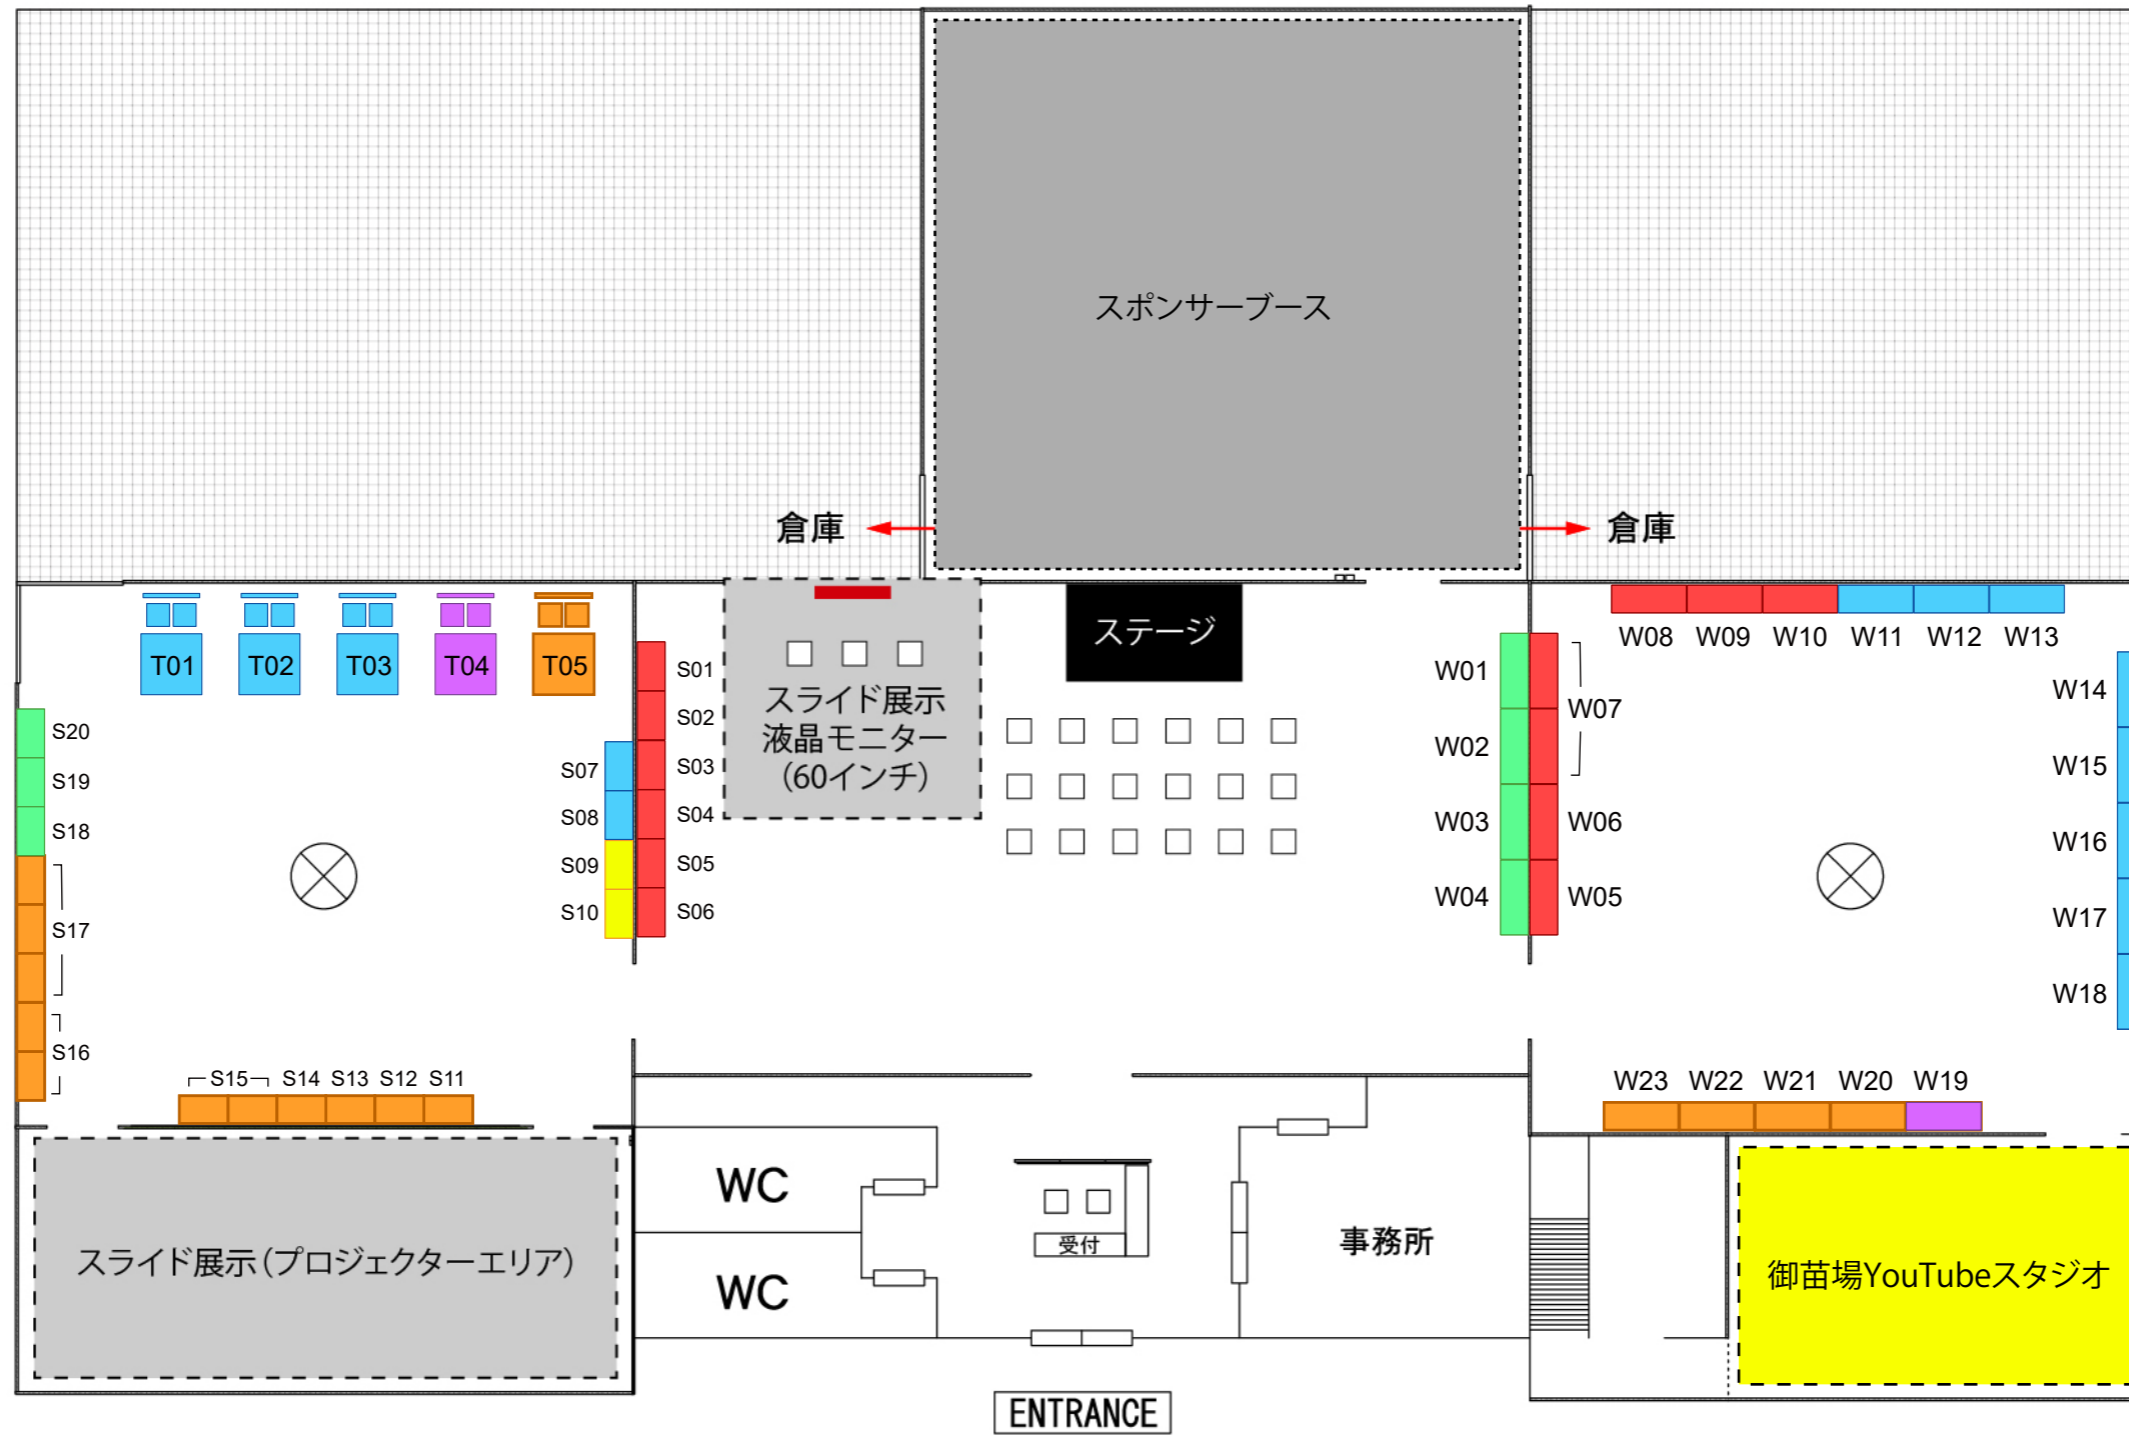 スポンサーブース
倉庫
倉庫
T01
T02
T03
T04
T05
S01
S02
S03
S04
S05
S06
S07
S08
S09
S10
S20
S19
S18
S17
S16
S15
S14
S13
S12
S11
スライド展示
液晶モニター
(60インチ)
ステージ
W01
W02
W03
W04
W07
W06
W05
W08
W09
W10
W11
W12
W13
W14
W15
W16
W17
W18
W23
W22
W21
W20
W19
スライド展示(プロジェクターエリア)
WC
WC
受付
事務所
御苗場YouTubeスタジオ
ENTRANCE